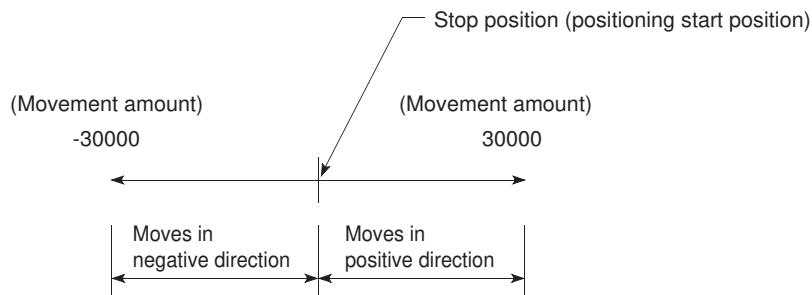 Stop position (positioning start position)
(Movement amount)
-30000
(Movement amount)
30000
Moves in
negative direction
Moves in
positive direction